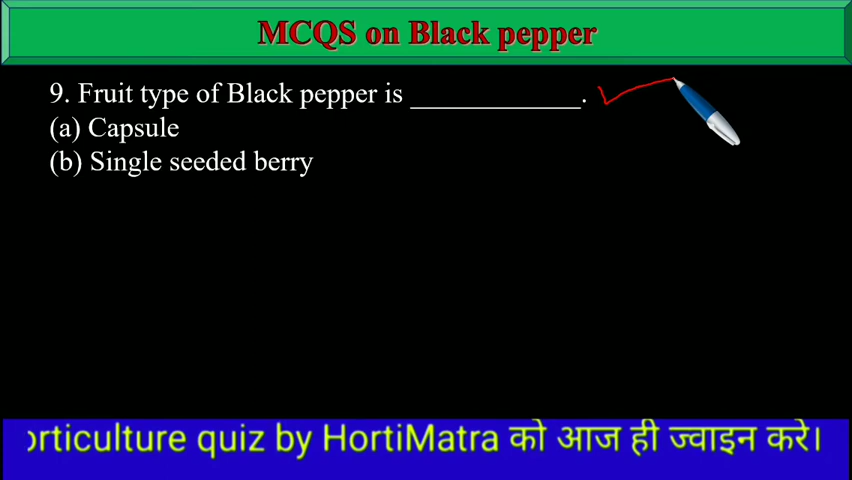 MCQS on Black pepper
9. Fruit type of Black pepper is ____________.
(a) Capsule
(b) Single seeded berry
orticulture quiz by HortiMatra को आज ही ज्वाइन करे।